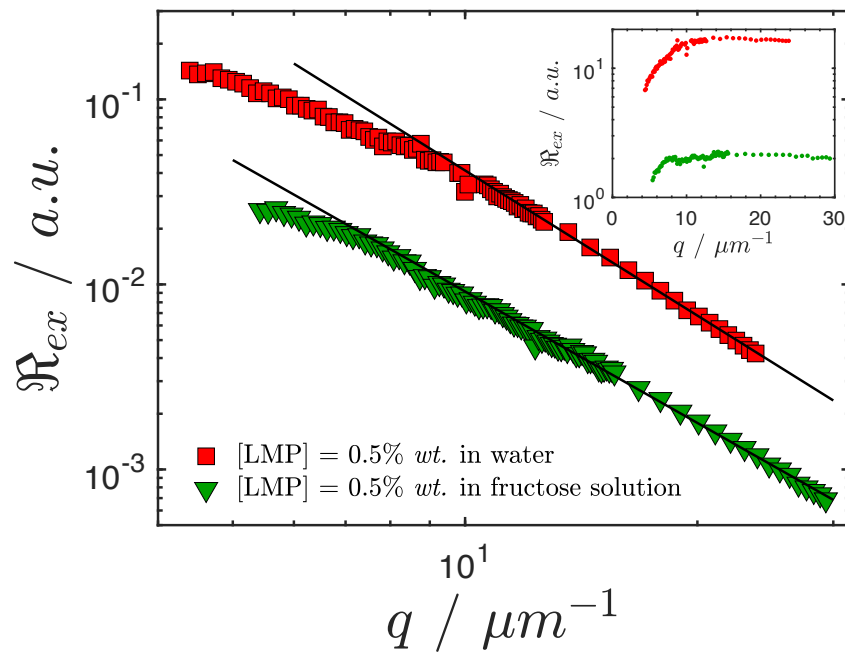 ℜ_ex / a.u.
10^-1
10^-2
10^-3
10^1
q / μm^-1
[LMP] = 0.5% wt. in water
[LMP] = 0.5% wt. in fructose solution
ℜ_ex / a.u.
10^1
10^0
0 10 20 30
q / μm^-1